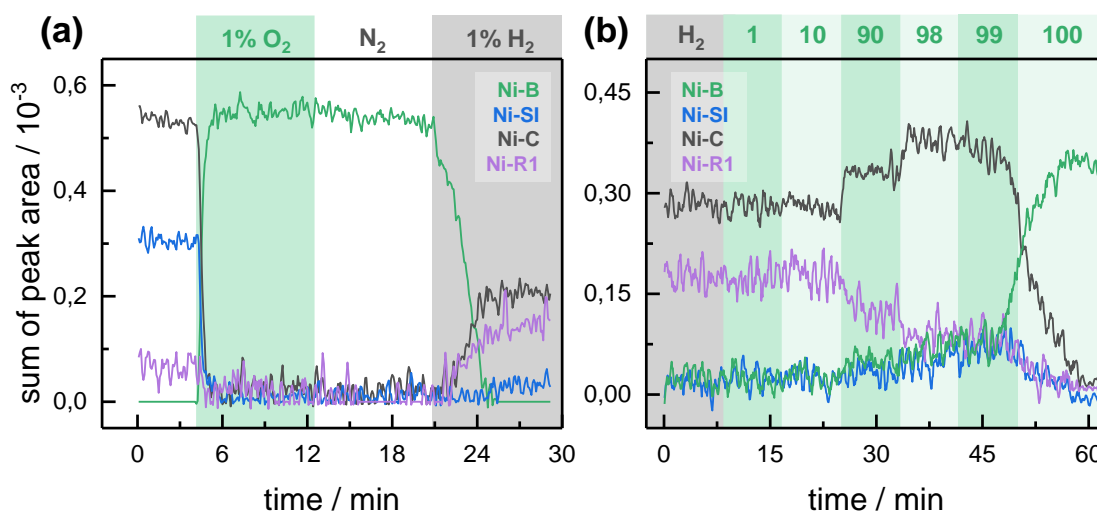 (a)
1% O₂ N₂ 1% H₂
Ni-B
Ni-SI
Ni-C
Ni-R1
0,6
0,4
0,2
0,0
0 6 12 18 24 30
sum of peak area / 10⁻³
time / min
(b)
H₂ 1 10 90 98 99 100
Ni-B
Ni-SI
Ni-C
Ni-R1
0,45
0,30
0,15
0,00
0 15 30 45 60
time / min